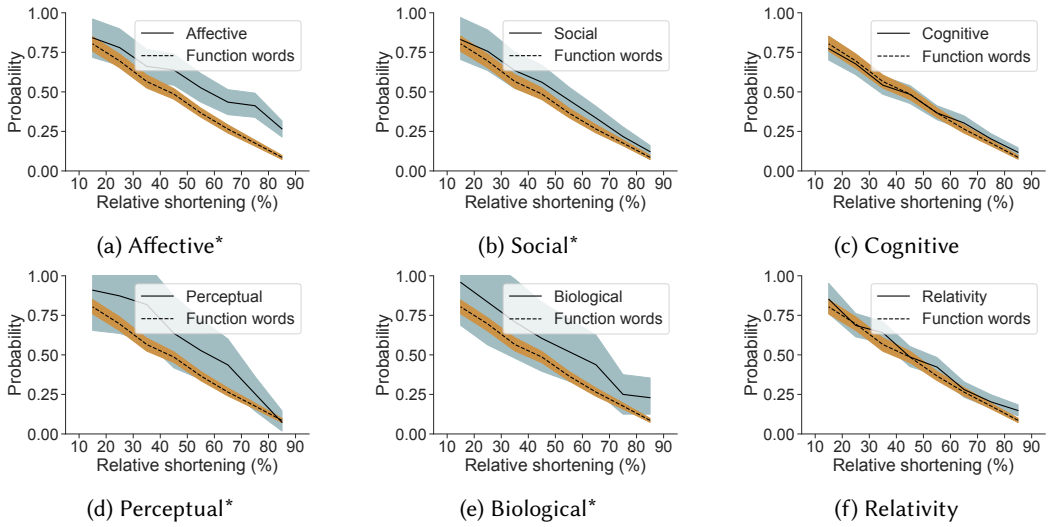 1.00
0.75
0.50
0.25
0.00
Probability
Affective
Function words
10 20 30 40 50 60 70 80 90
Relative shortening (%)
(a) Affective*
1.00
0.75
0.50
0.25
0.00
Probability
Social
Function words
10 20 30 40 50 60 70 80 90
Relative shortening (%)
(b) Social*
1.00
0.75
0.50
0.25
0.00
Probability
Cognitive
Function words
10 20 30 40 50 60 70 80 90
Relative shortening (%)
(c) Cognitive
1.00
0.75
0.50
0.25
0.00
Probability
Perceptual
Function words
10 20 30 40 50 60 70 80 90
Relative shortening (%)
(d) Perceptual*
1.00
0.75
0.50
0.25
0.00
Probability
Biological
Function words
10 20 30 40 50 60 70 80 90
Relative shortening (%)
(e) Biological*
1.00
0.75
0.50
0.25
0.00
Probability
Relativity
Function words
10 20 30 40 50 60 70 80 90
Relative shortening (%)
(f) Relativity